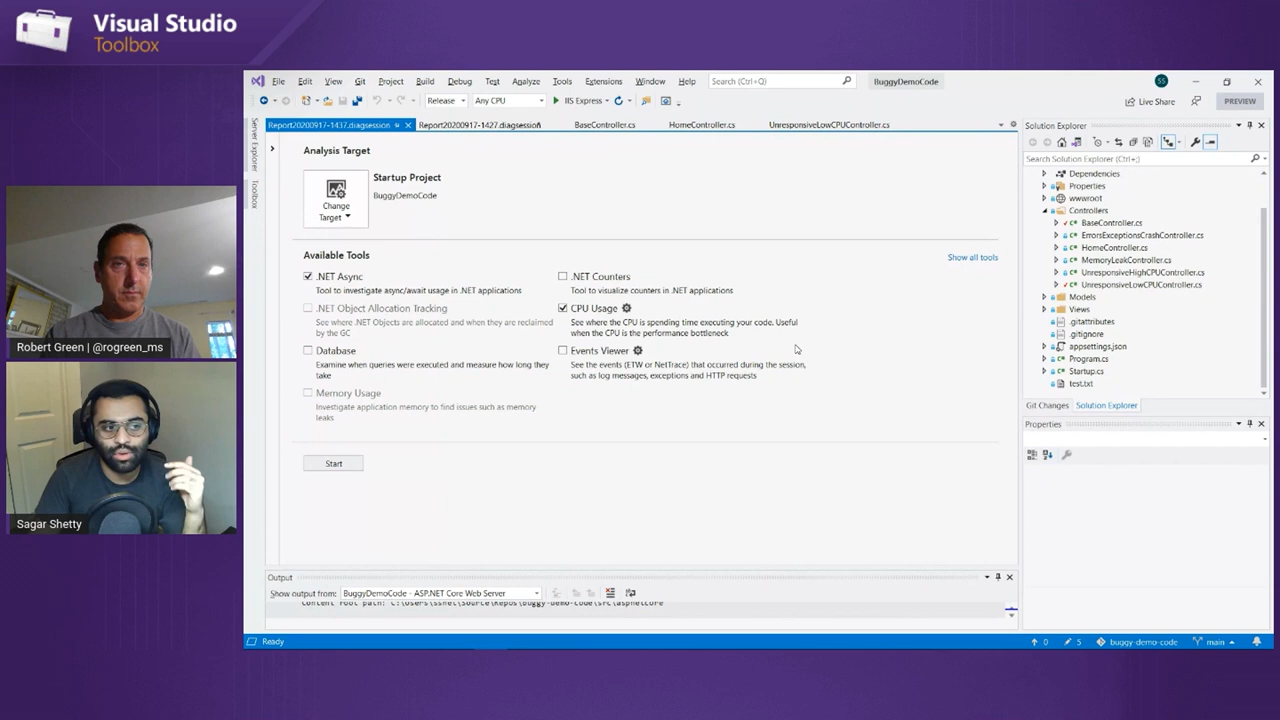 Visual Studio
Toolbox
File Edit View Git Project Build Debug Test Analyze Tools Extensions Window Help Search (Ctrl+Q) BuggyDemoCode SS
Release Any CPU IIS Express Live Share PREVIEW
Server Explorer
Toolbox
Report20200917-1437.diagsession Report20200917-1427.diagsession BaseController.cs HomeController.cs UnresponsiveLowCPUController.cs
Analysis Target
Change
Target
Startup Project
BuggyDemoCode
Available Tools
Show all tools
.NET Async
Tool to investigate async/await usage in .NET applications
.NET Counters
Tool to visualize counters in .NET applications
.NET Object Allocation Tracking
See where .NET Objects are allocated and when they are reclaimed
by the GC
CPU Usage
See where the CPU is spending time executing your code. Useful
when the CPU is the performance bottleneck
Database
Examine when queries were executed and measure how long they
take
Events Viewer
See the events (ETW or NetTrace) that occurred during the session,
such as log messages, exceptions and HTTP requests
Memory Usage
Investigate application memory to find issues such as memory
leaks
Start
Solution Explorer
Search Solution Explorer (Ctrl+;)
Dependencies
Properties
wwwroot
Controllers
C# BaseController.cs
C# ErrorsExceptionsCrashController.cs
C# HomeController.cs
C# MemoryLeakController.cs
C# UnresponsiveHighCPUController.cs
C# UnresponsiveLowCPUController.cs
Models
Views
.gitattributes
.gitignore
appsettings.json
C# Program.cs
C# Startup.cs
test.txt
Git Changes Solution Explorer
Properties
Output
Show output from: BuggyDemoCode - ASP.NET Core Web Server
Ready
0 5 buggy-demo-code main
Robert Green | @rogreen_ms
Sagar Shetty